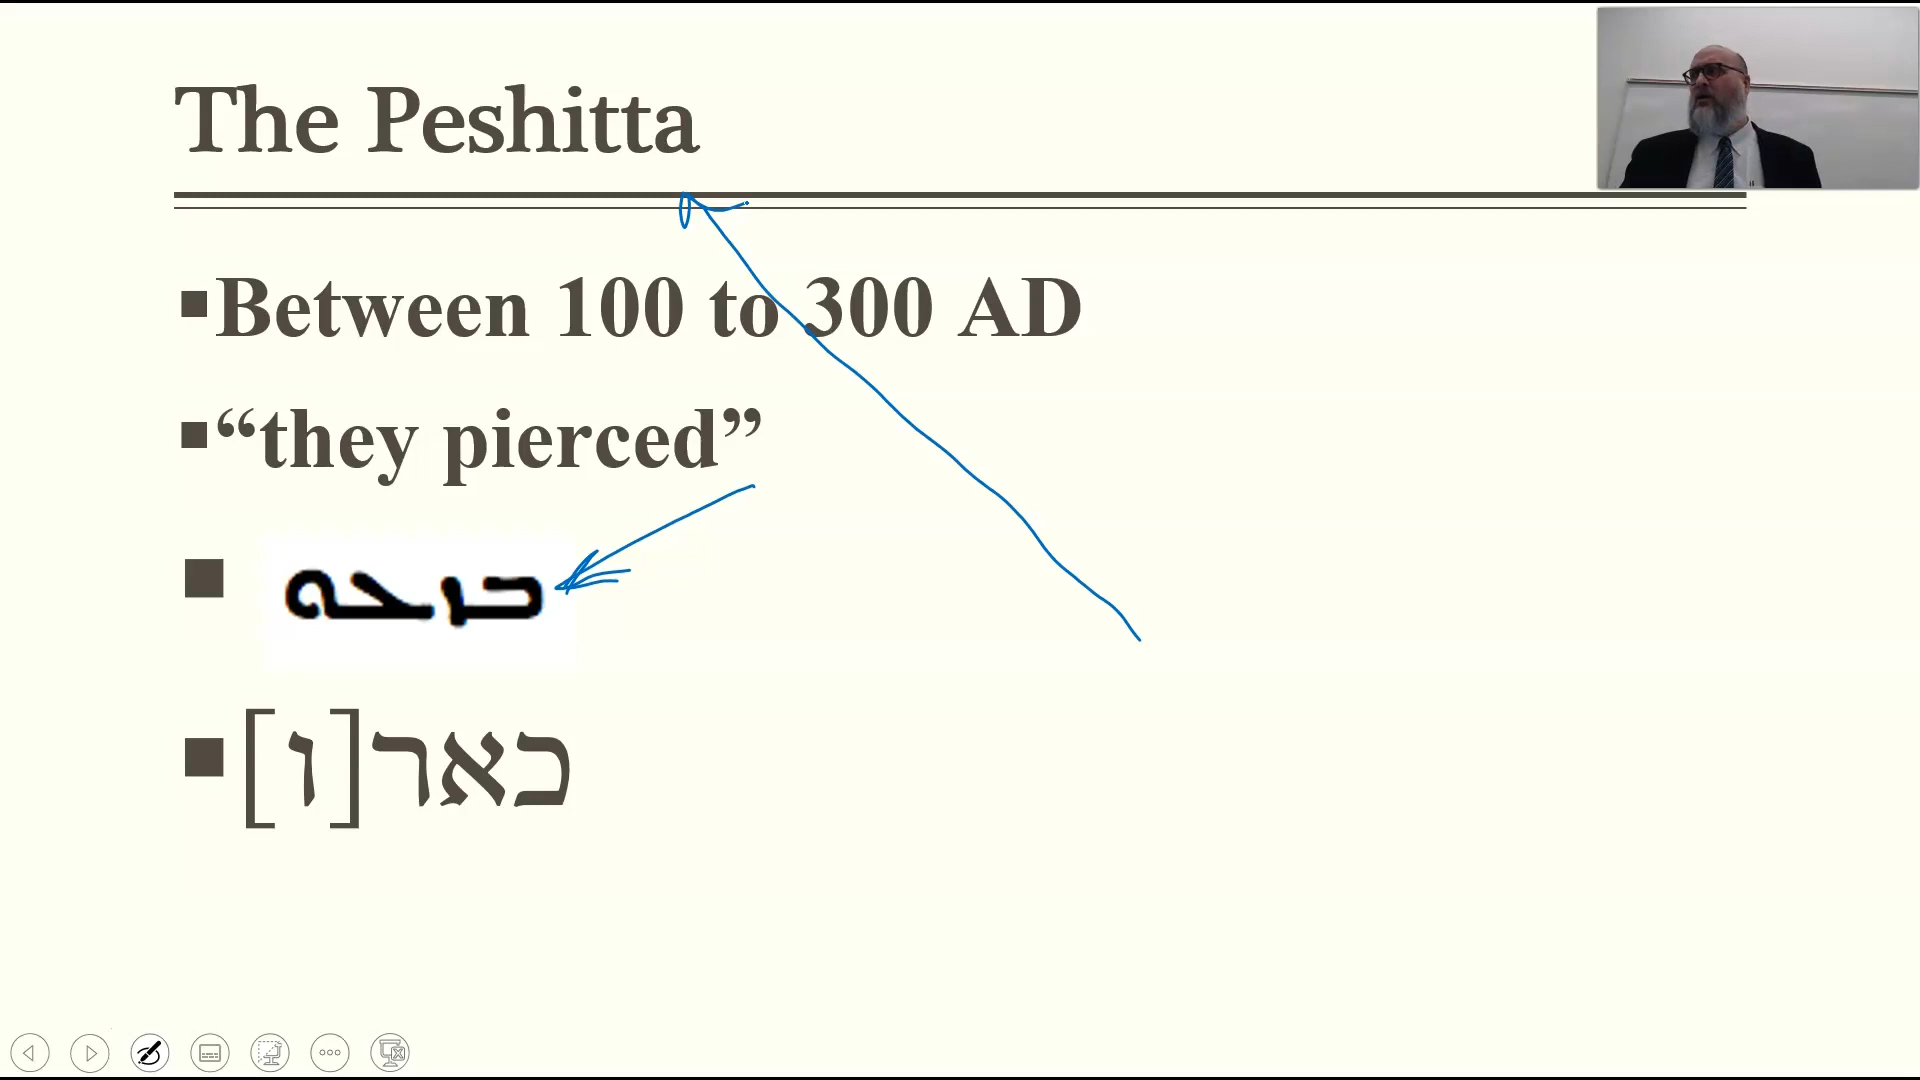 The Peshitta
Between 100 to 300 AD
“they pierced”
ܒܙܥܘ
כאר[ו]